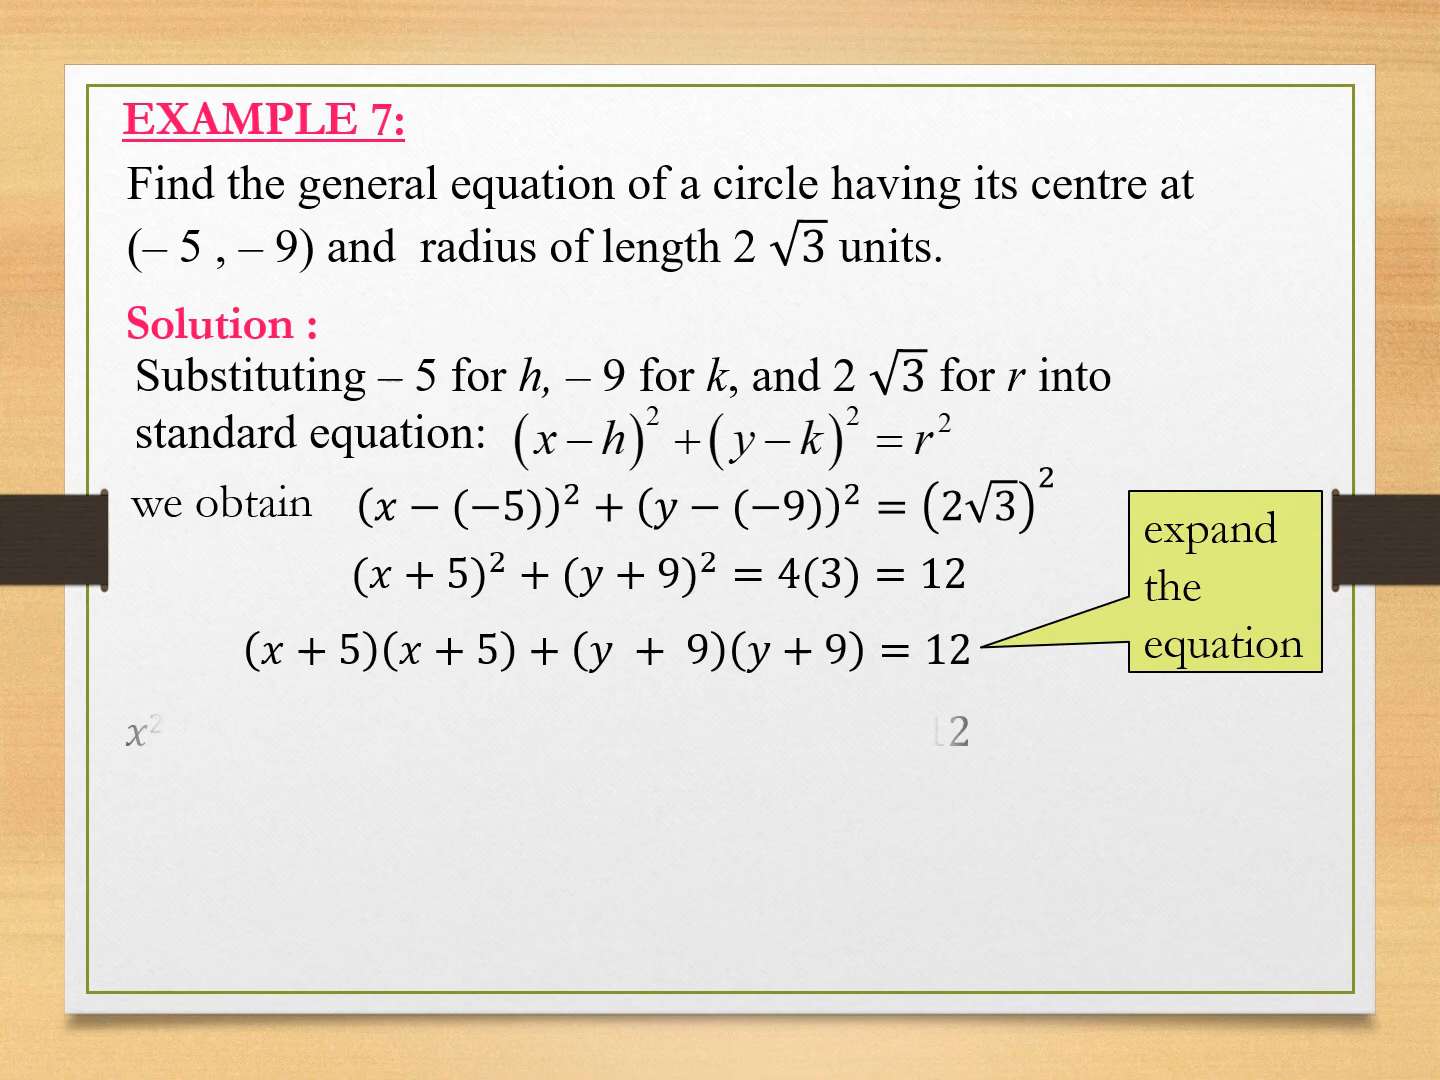 EXAMPLE 7:
Find the general equation of a circle having its centre at
(– 5 , – 9) and radius of length 2 √3 units.
Solution :
Substituting – 5 for h, – 9 for k, and 2 √3 for r into
standard equation: (x – h)² + (y – k)² = r²
we obtain (x − (−5))² + (y − (−9))² = (2√3)²
(x + 5)² + (y + 9)² = 4(3) = 12
(x + 5)(x + 5) + (y + 9)(y + 9) = 12
expand
the
equation
x² 12